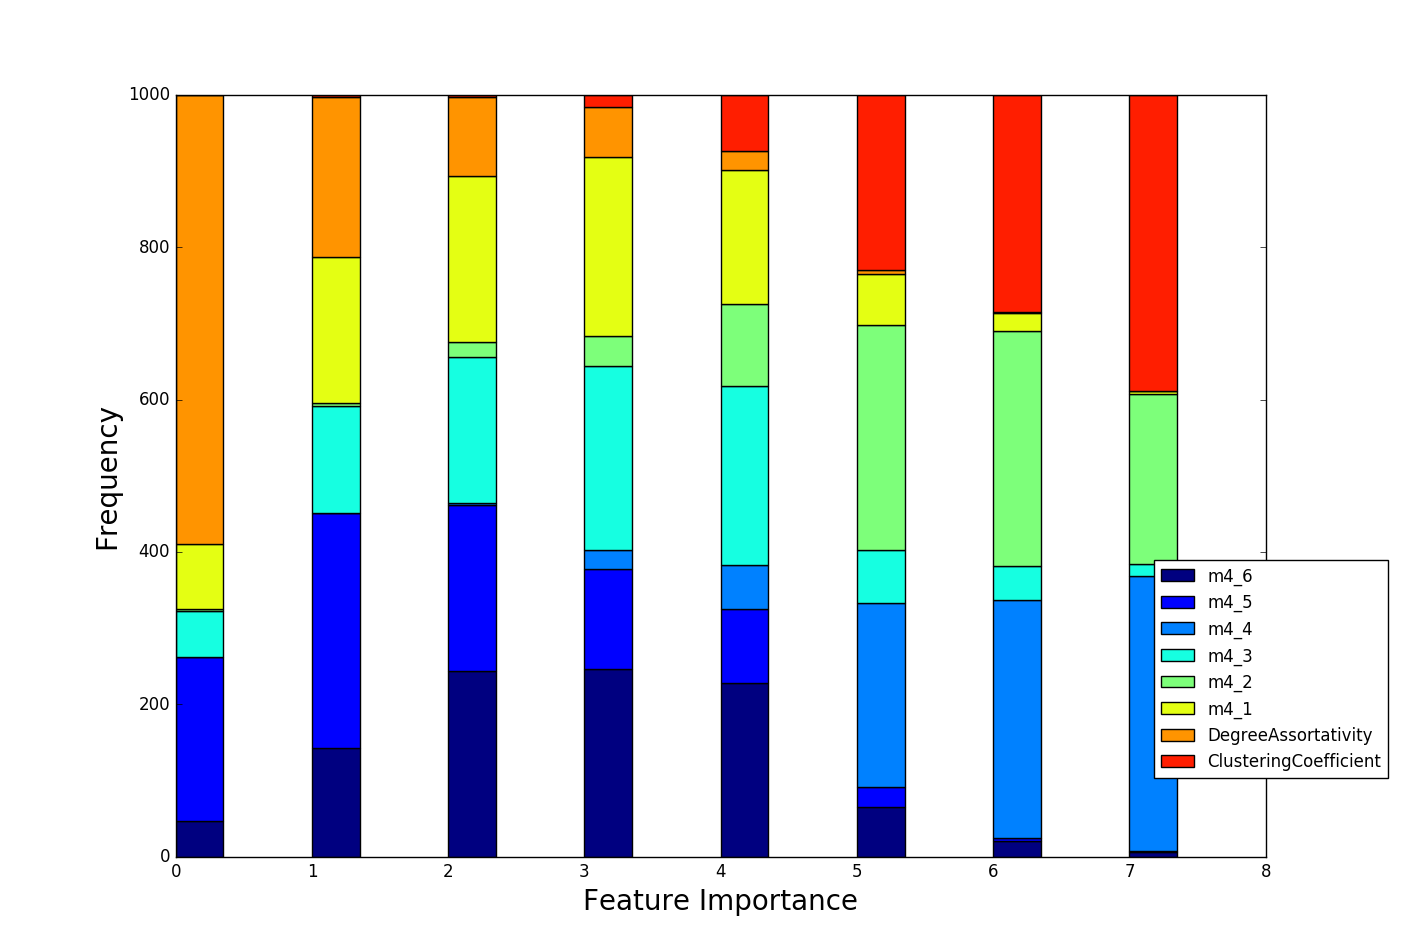 1000
800
600
400
200
0
Frequency
0 1 2 3 4 5 6 7 8
Feature Importance
m4_6
m4_5
m4_4
m4_3
m4_2
m4_1
DegreeAssortativity
ClusteringCoefficient